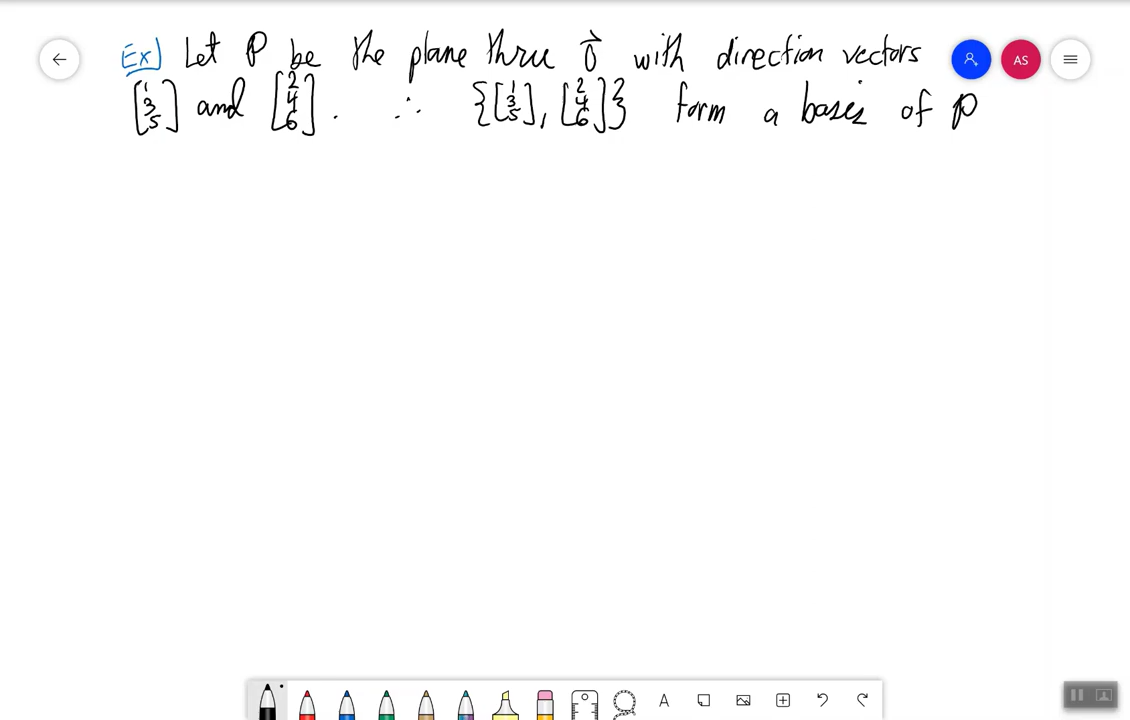 Ex) Let P be the plane thru 0⃗ with direction vectors
[1 3 5] and [2 4 6]. ∴ {[1 3 5], [2 4 6]} form a basis of P
AS
A